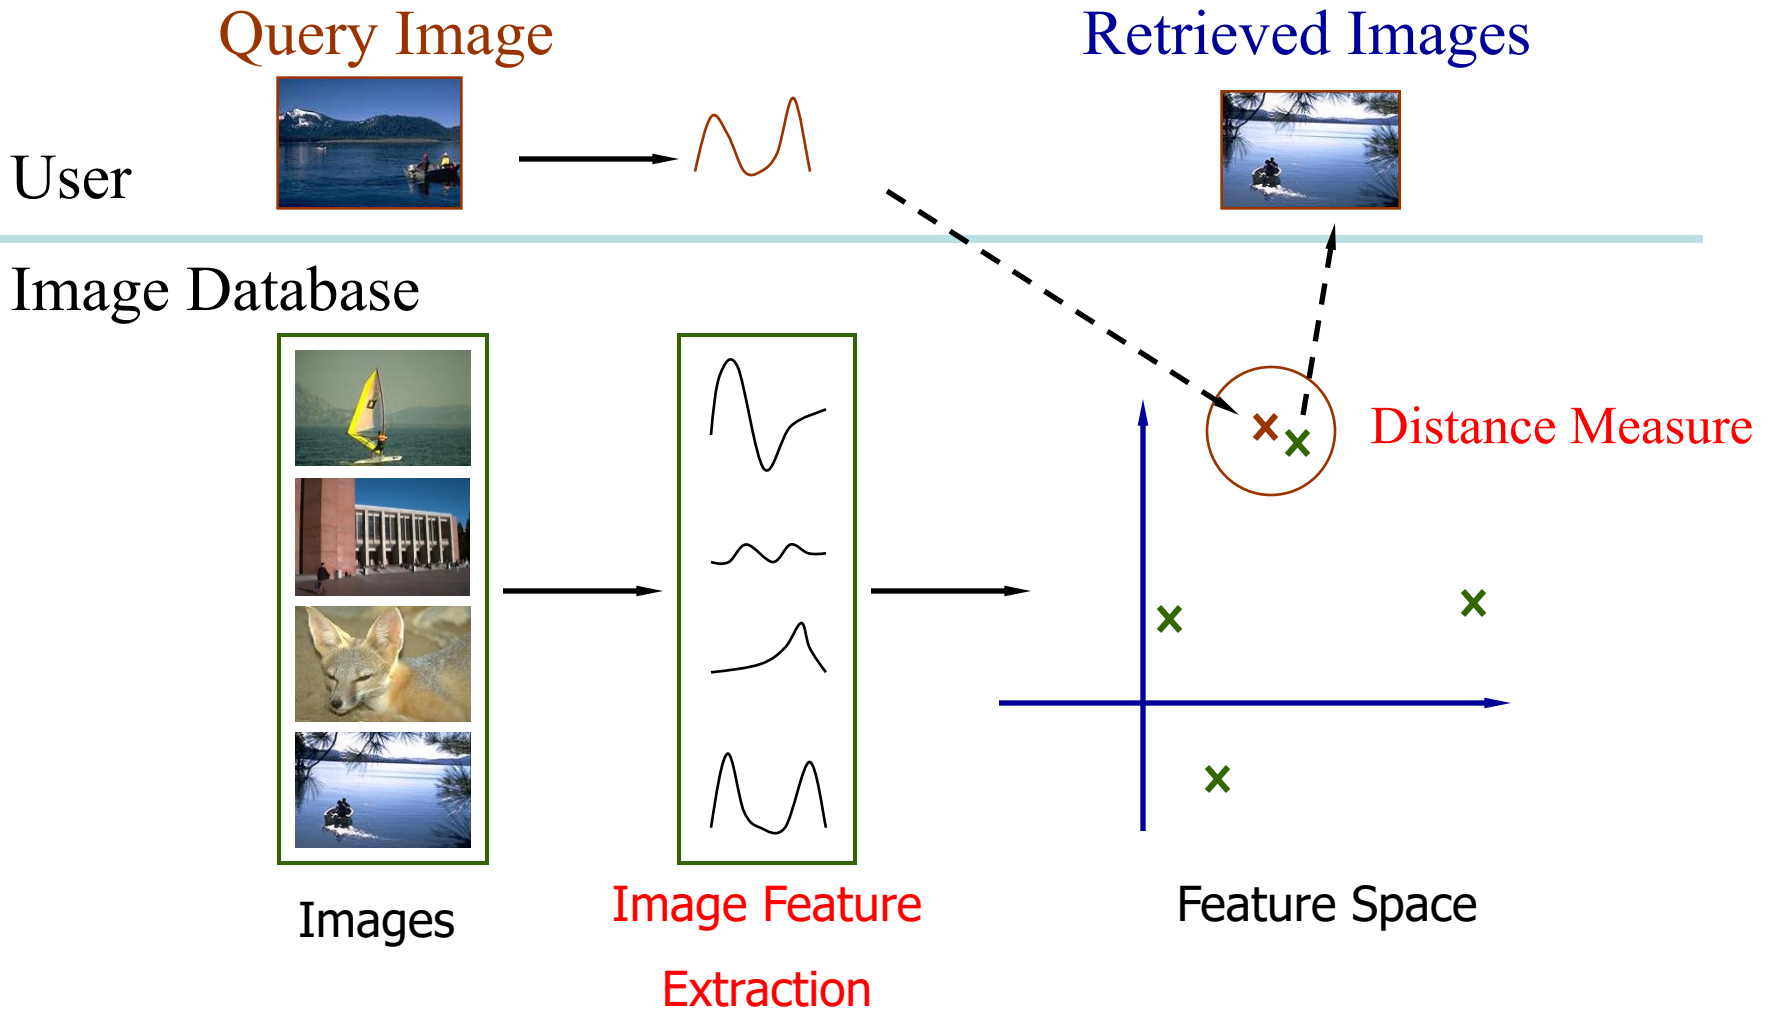 Query Image
Retrieved Images
User
Image Database
Distance Measure
Images
Image Feature
Extraction
Feature Space